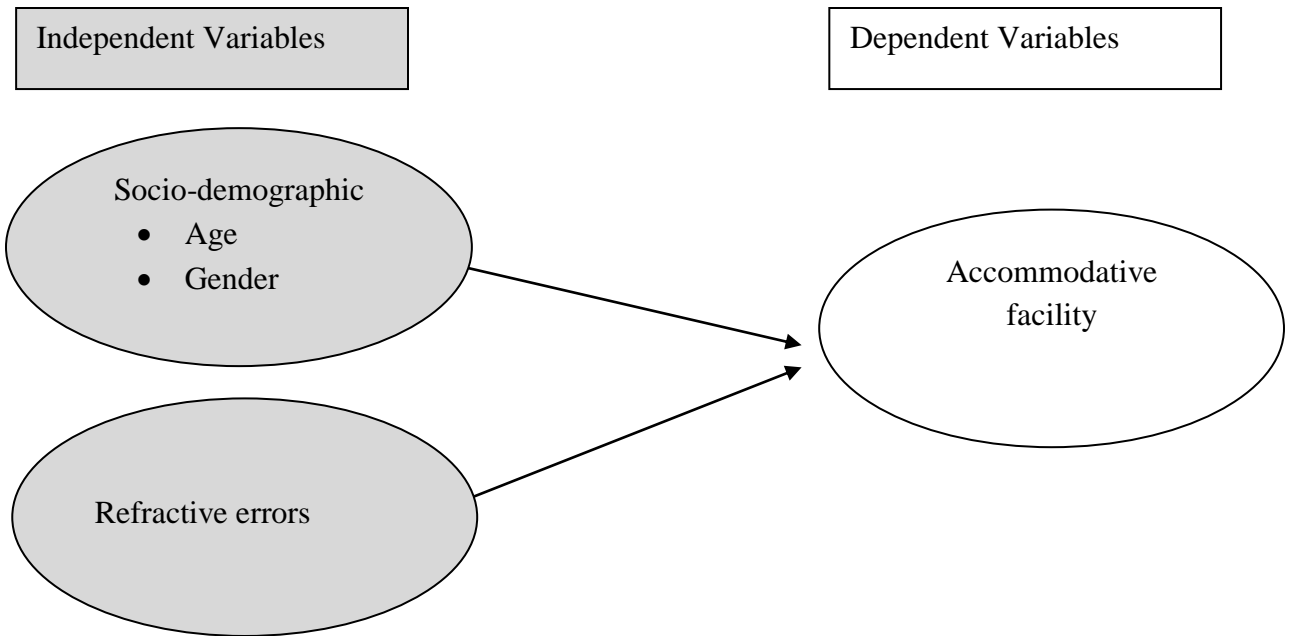 Independent Variables
Dependent Variables
Socio-demographic
• Age
• Gender
Accommodative
facility
Refractive errors